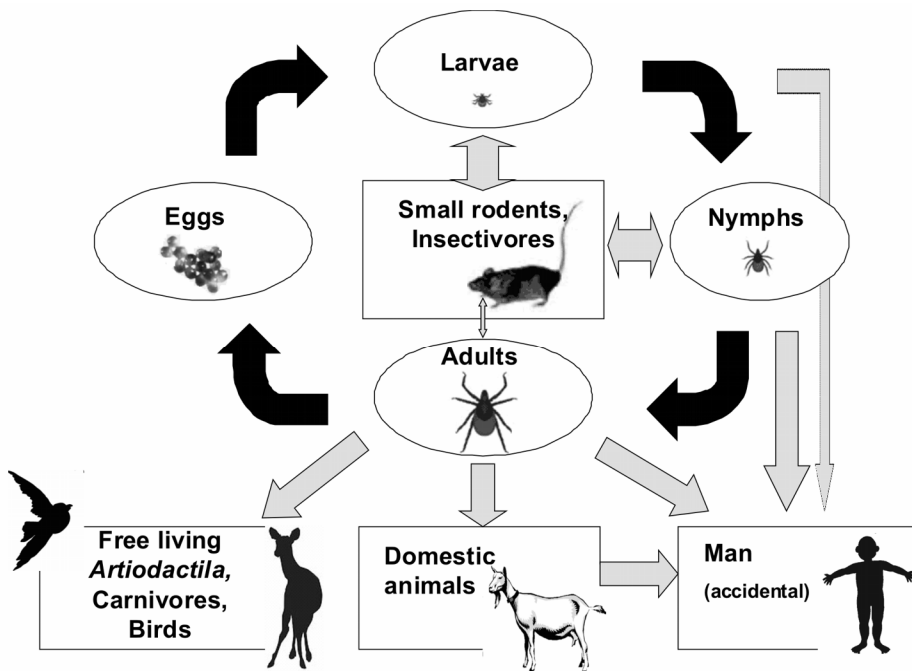 Larvae
Eggs
Small rodents,
Insectivores
Nymphs
Adults
Free living
Artiodactila,
Carnivores,
Birds
Domestic
animals
Man
(accidental)